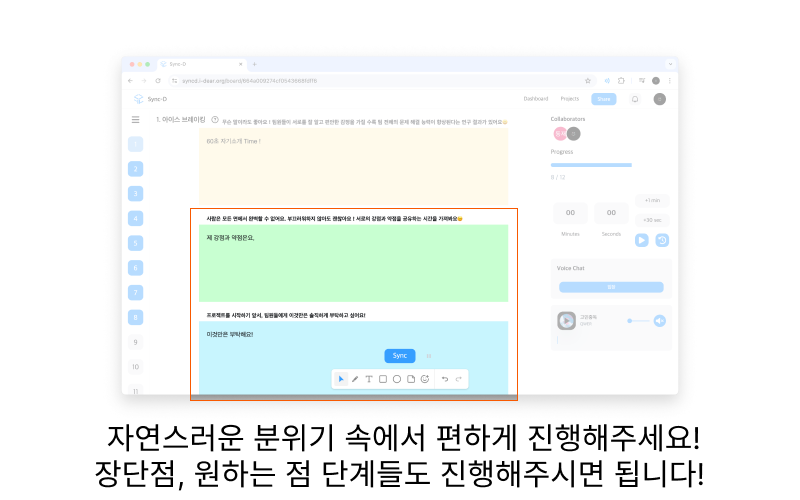 Sync-D
syncd.i-dear.org/board/664a009274cf0643669fdff6
Sync-D
Dashboard
Projects
Share
1. 아이스 브레이킹
무슨 말이라도 좋아요 ! 팀원들이 서로를 잘 알고 편안한 감정을 가질 수록 팀 전체의 문제 해결 능력이 향상된다는 연구 결과가 있어요
Collaborators
60초 자기소개 Time !
Progress
8 / 12
1
2
3
4
5
6
7
8
9
10
11
+1 min
+30 sec
00
00
Minutes
Seconds
사람은 모든 면에서 완벽할 수 없어요. 부끄러워하지 않아도 괜찮아요 ! 서로의 강점과 약점을 공유하는 시간을 가져봐요
제 강점과 약점은요,
Voice Chat
프로젝트를 시작하기 앞서, 팀원들에게 이것만은 솔직하게 부탁하고 싶어요!
이것만은 부탁해요!
Sync
자연스러운 분위기 속에서 편하게 진행해주세요!
장단점, 원하는 점 단계들도 진행해주시면 됩니다!